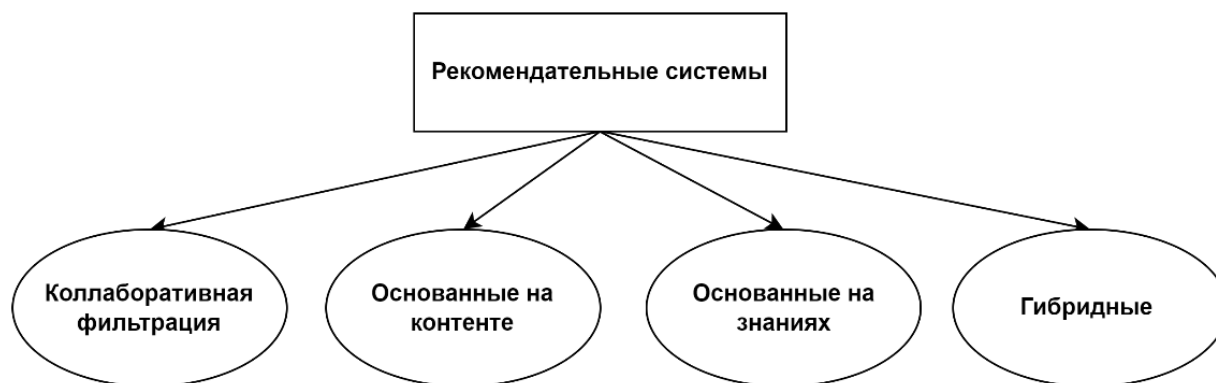 Рекомендательные системы
Коллаборативная
фильтрация
Основанные на
контенте
Основанные на
знаниях
Гибридные